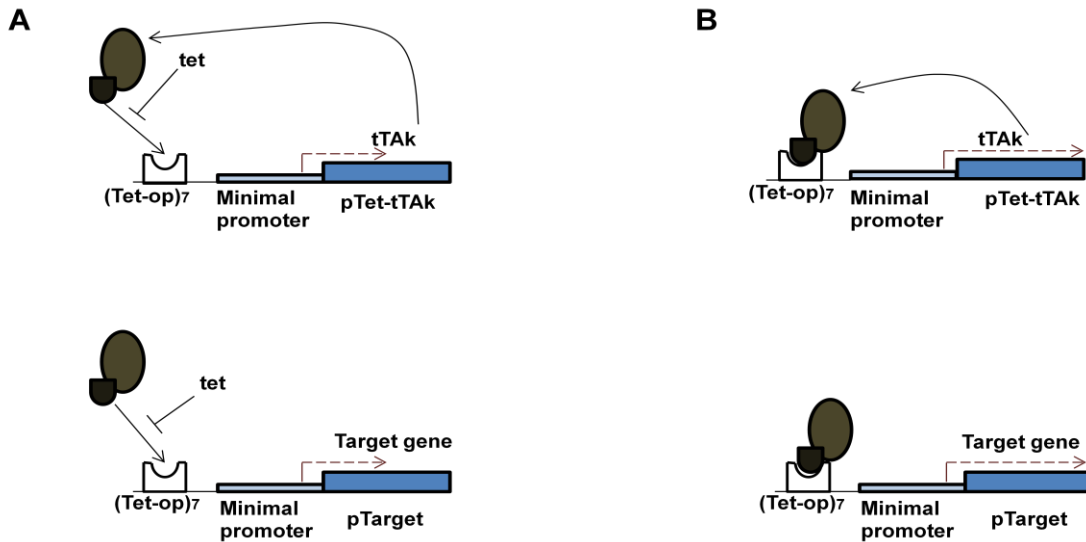 A
tet
tTAk
(Tet-op)7
Minimal
promoter
pTet-tTAk
tet
Target gene
(Tet-op)7
Minimal
promoter
pTarget
B
tTAk
(Tet-op)7
Minimal
promoter
pTet-tTAk
Target gene
(Tet-op)7
Minimal
promoter
pTarget